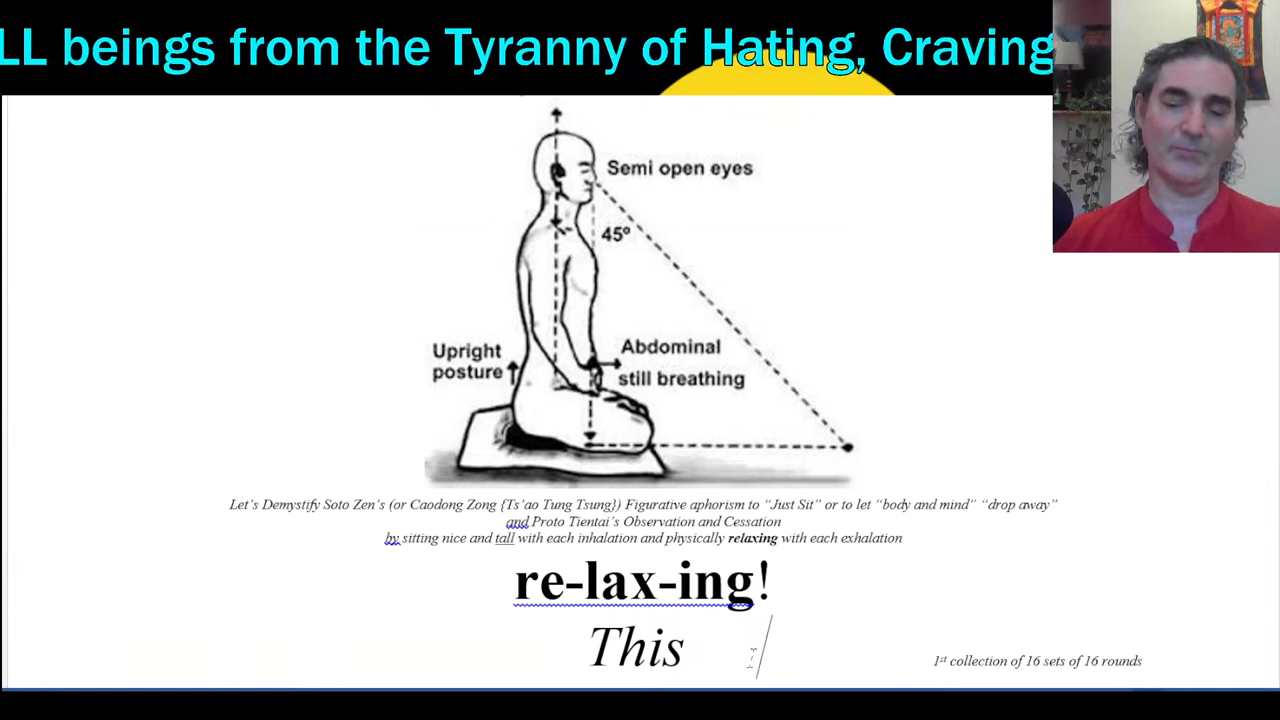 LL beings from the Tyranny of Hating, Craving
Semi open eyes
45º
Upright
posture
Abdominal
still breathing
Let's Demystify Soto Zen's (or Caodong Zong {Ts'ao Tung Tsung}) Figurative aphorism to “Just Sit” or to let “body and mind” “drop away”
and Proto Tientai's Observation and Cessation
by sitting nice and tall with each inhalation and physically relaxing with each exhalation
re-lax-ing!
This
1st collection of 16 sets of 16 rounds